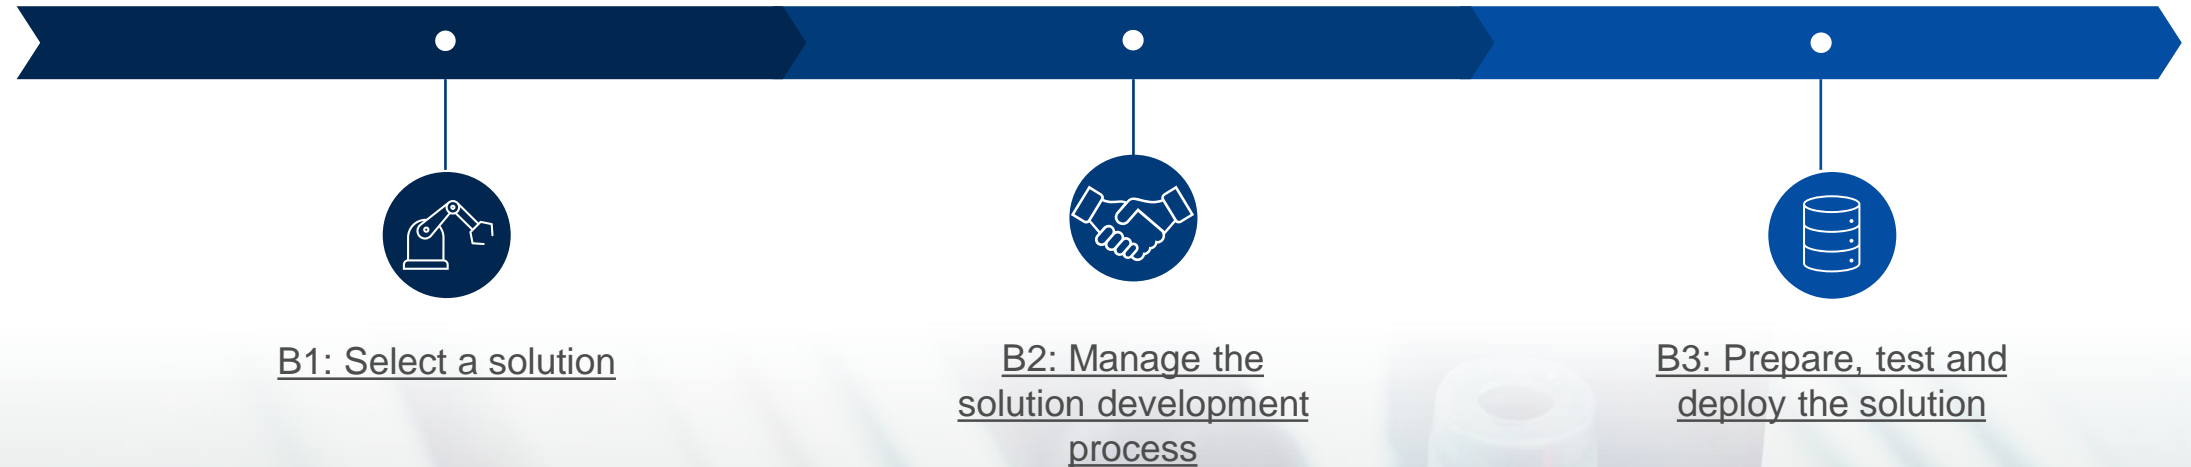 B1: Select a solution
B2: Manage the
solution development
process
B3: Prepare, test and
deploy the solution